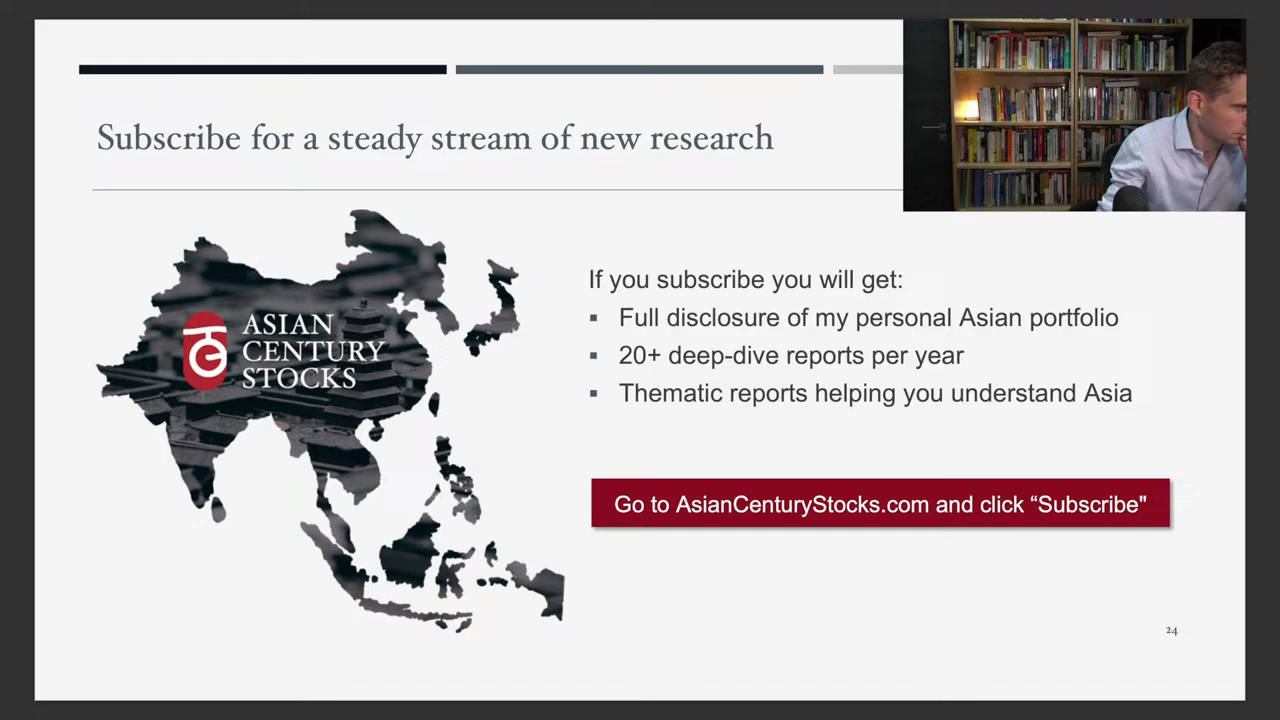 Subscribe for a steady stream of new research
ASIAN
CENTURY
STOCKS
If you subscribe you will get:
▪ Full disclosure of my personal Asian portfolio
▪ 20+ deep-dive reports per year
▪ Thematic reports helping you understand Asia
Go to AsianCenturyStocks.com and click “Subscribe"
24